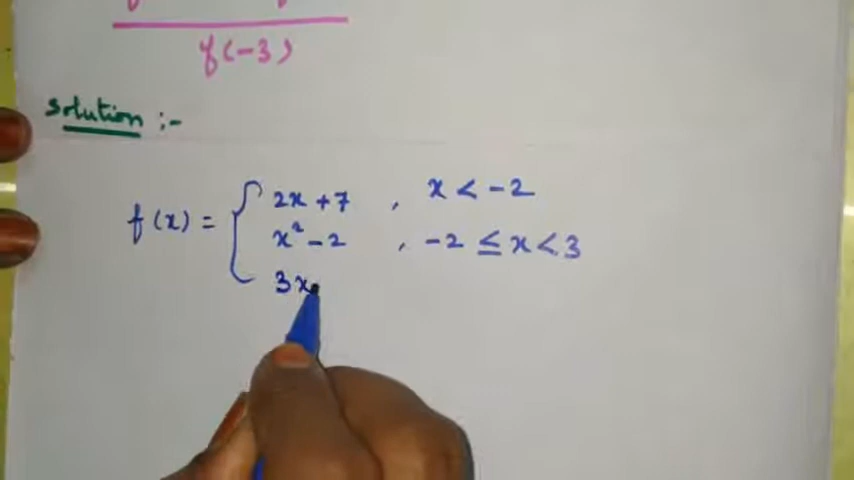 f(-3)
Solution :-
f(x) = { 2x + 7 , x < -2
x² - 2 , -2 ≤ x < 3
3x